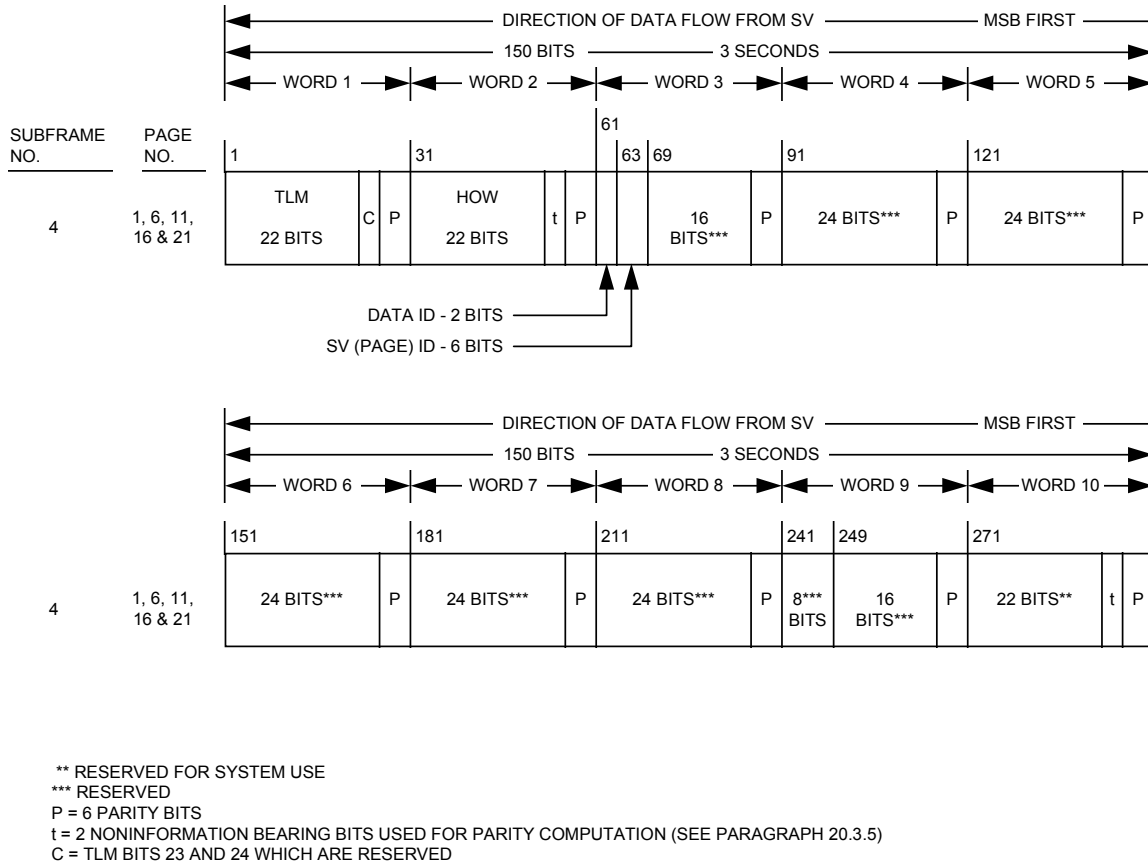 DIRECTION OF DATA FLOW FROM SV MSB FIRST
150 BITS 3 SECONDS
WORD 1 WORD 2 WORD 3 WORD 4 WORD 5
SUBFRAME NO.
PAGE NO.
1 31 61 63 69 91 121
4
1, 6, 11, 16 & 21
TLM
22 BITS
C
P
HOW
22 BITS
t
P
16 BITS***
P
24 BITS***
P
24 BITS***
P
DATA ID - 2 BITS
SV (PAGE) ID - 6 BITS
DIRECTION OF DATA FLOW FROM SV MSB FIRST
150 BITS 3 SECONDS
WORD 6 WORD 7 WORD 8 WORD 9 WORD 10
151 181 211 241 249 271
4
1, 6, 11, 16 & 21
24 BITS***
P
24 BITS***
P
24 BITS***
P
8*** BITS
16 BITS***
P
22 BITS**
t
P
** RESERVED FOR SYSTEM USE
*** RESERVED
P = 6 PARITY BITS
t = 2 NONINFORMATION BEARING BITS USED FOR PARITY COMPUTATION (SEE PARAGRAPH 20.3.5)
C = TLM BITS 23 AND 24 WHICH ARE RESERVED